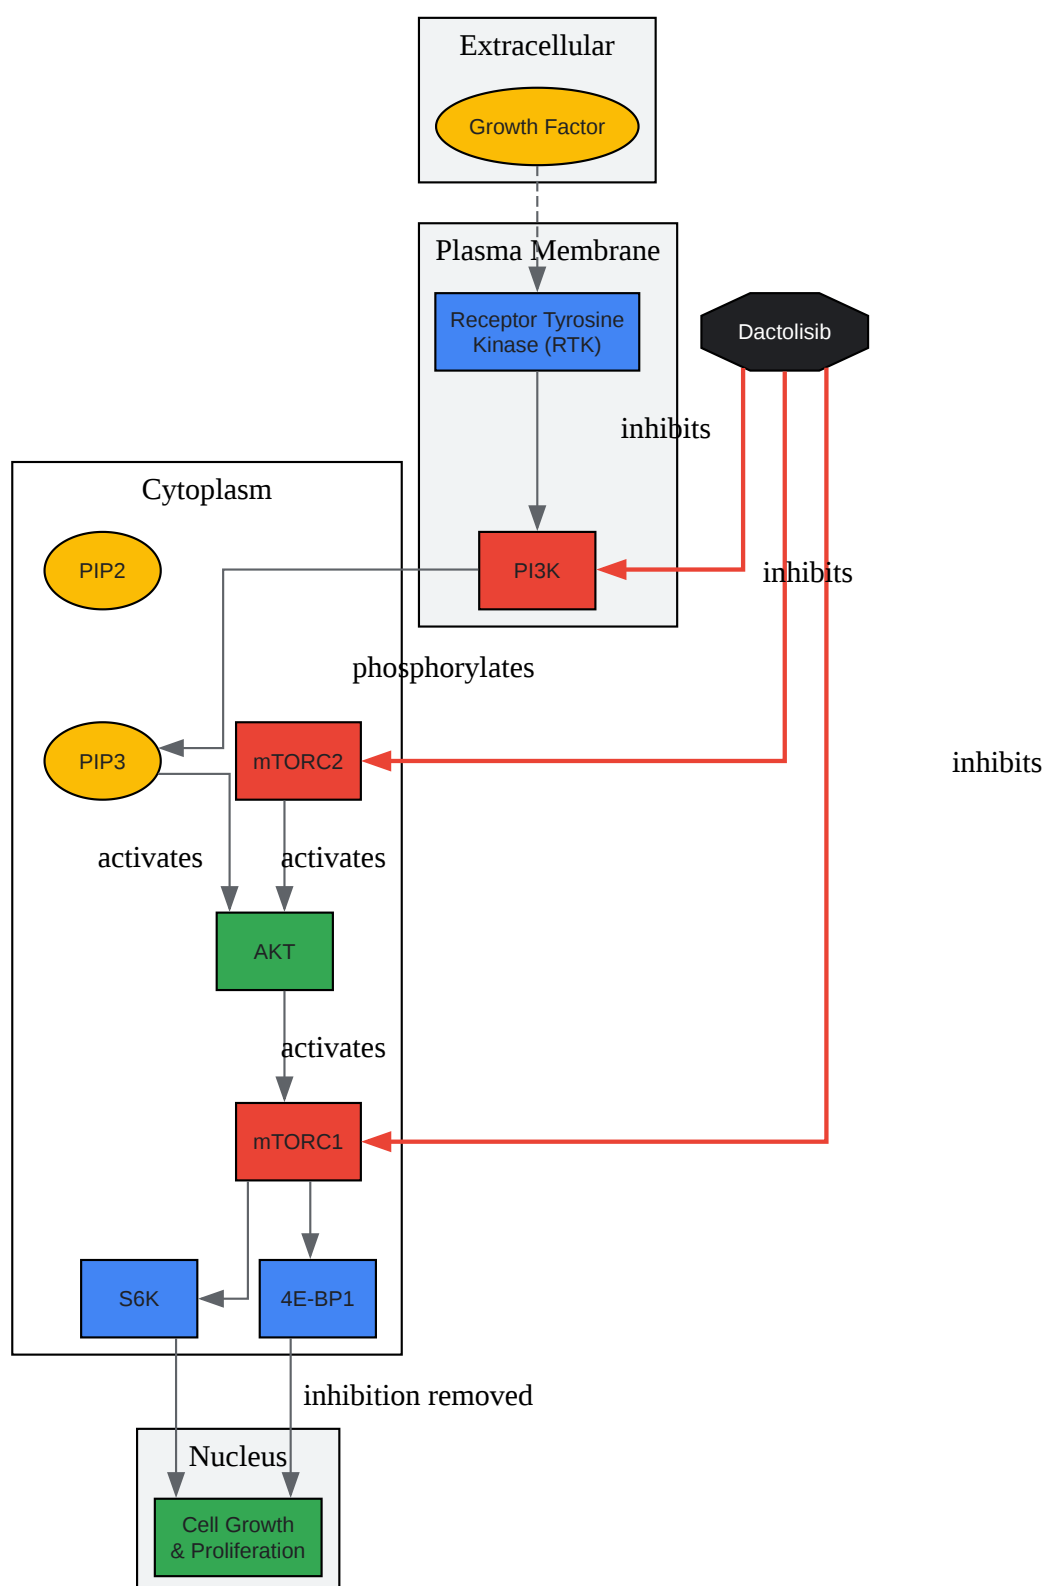 Extracellular
Growth Factor
Plasma Membrane
Receptor Tyrosine
Kinase (RTK)
Dactolisib
inhibits
Cytoplasm
PIP2
PI3K
inhibits
phosphorylates
PIP3
mTORC2
inhibits
activates
activates
AKT
activates
mTORC1
S6K
4E-BP1
inhibition removed
Nucleus
Cell Growth
& Proliferation